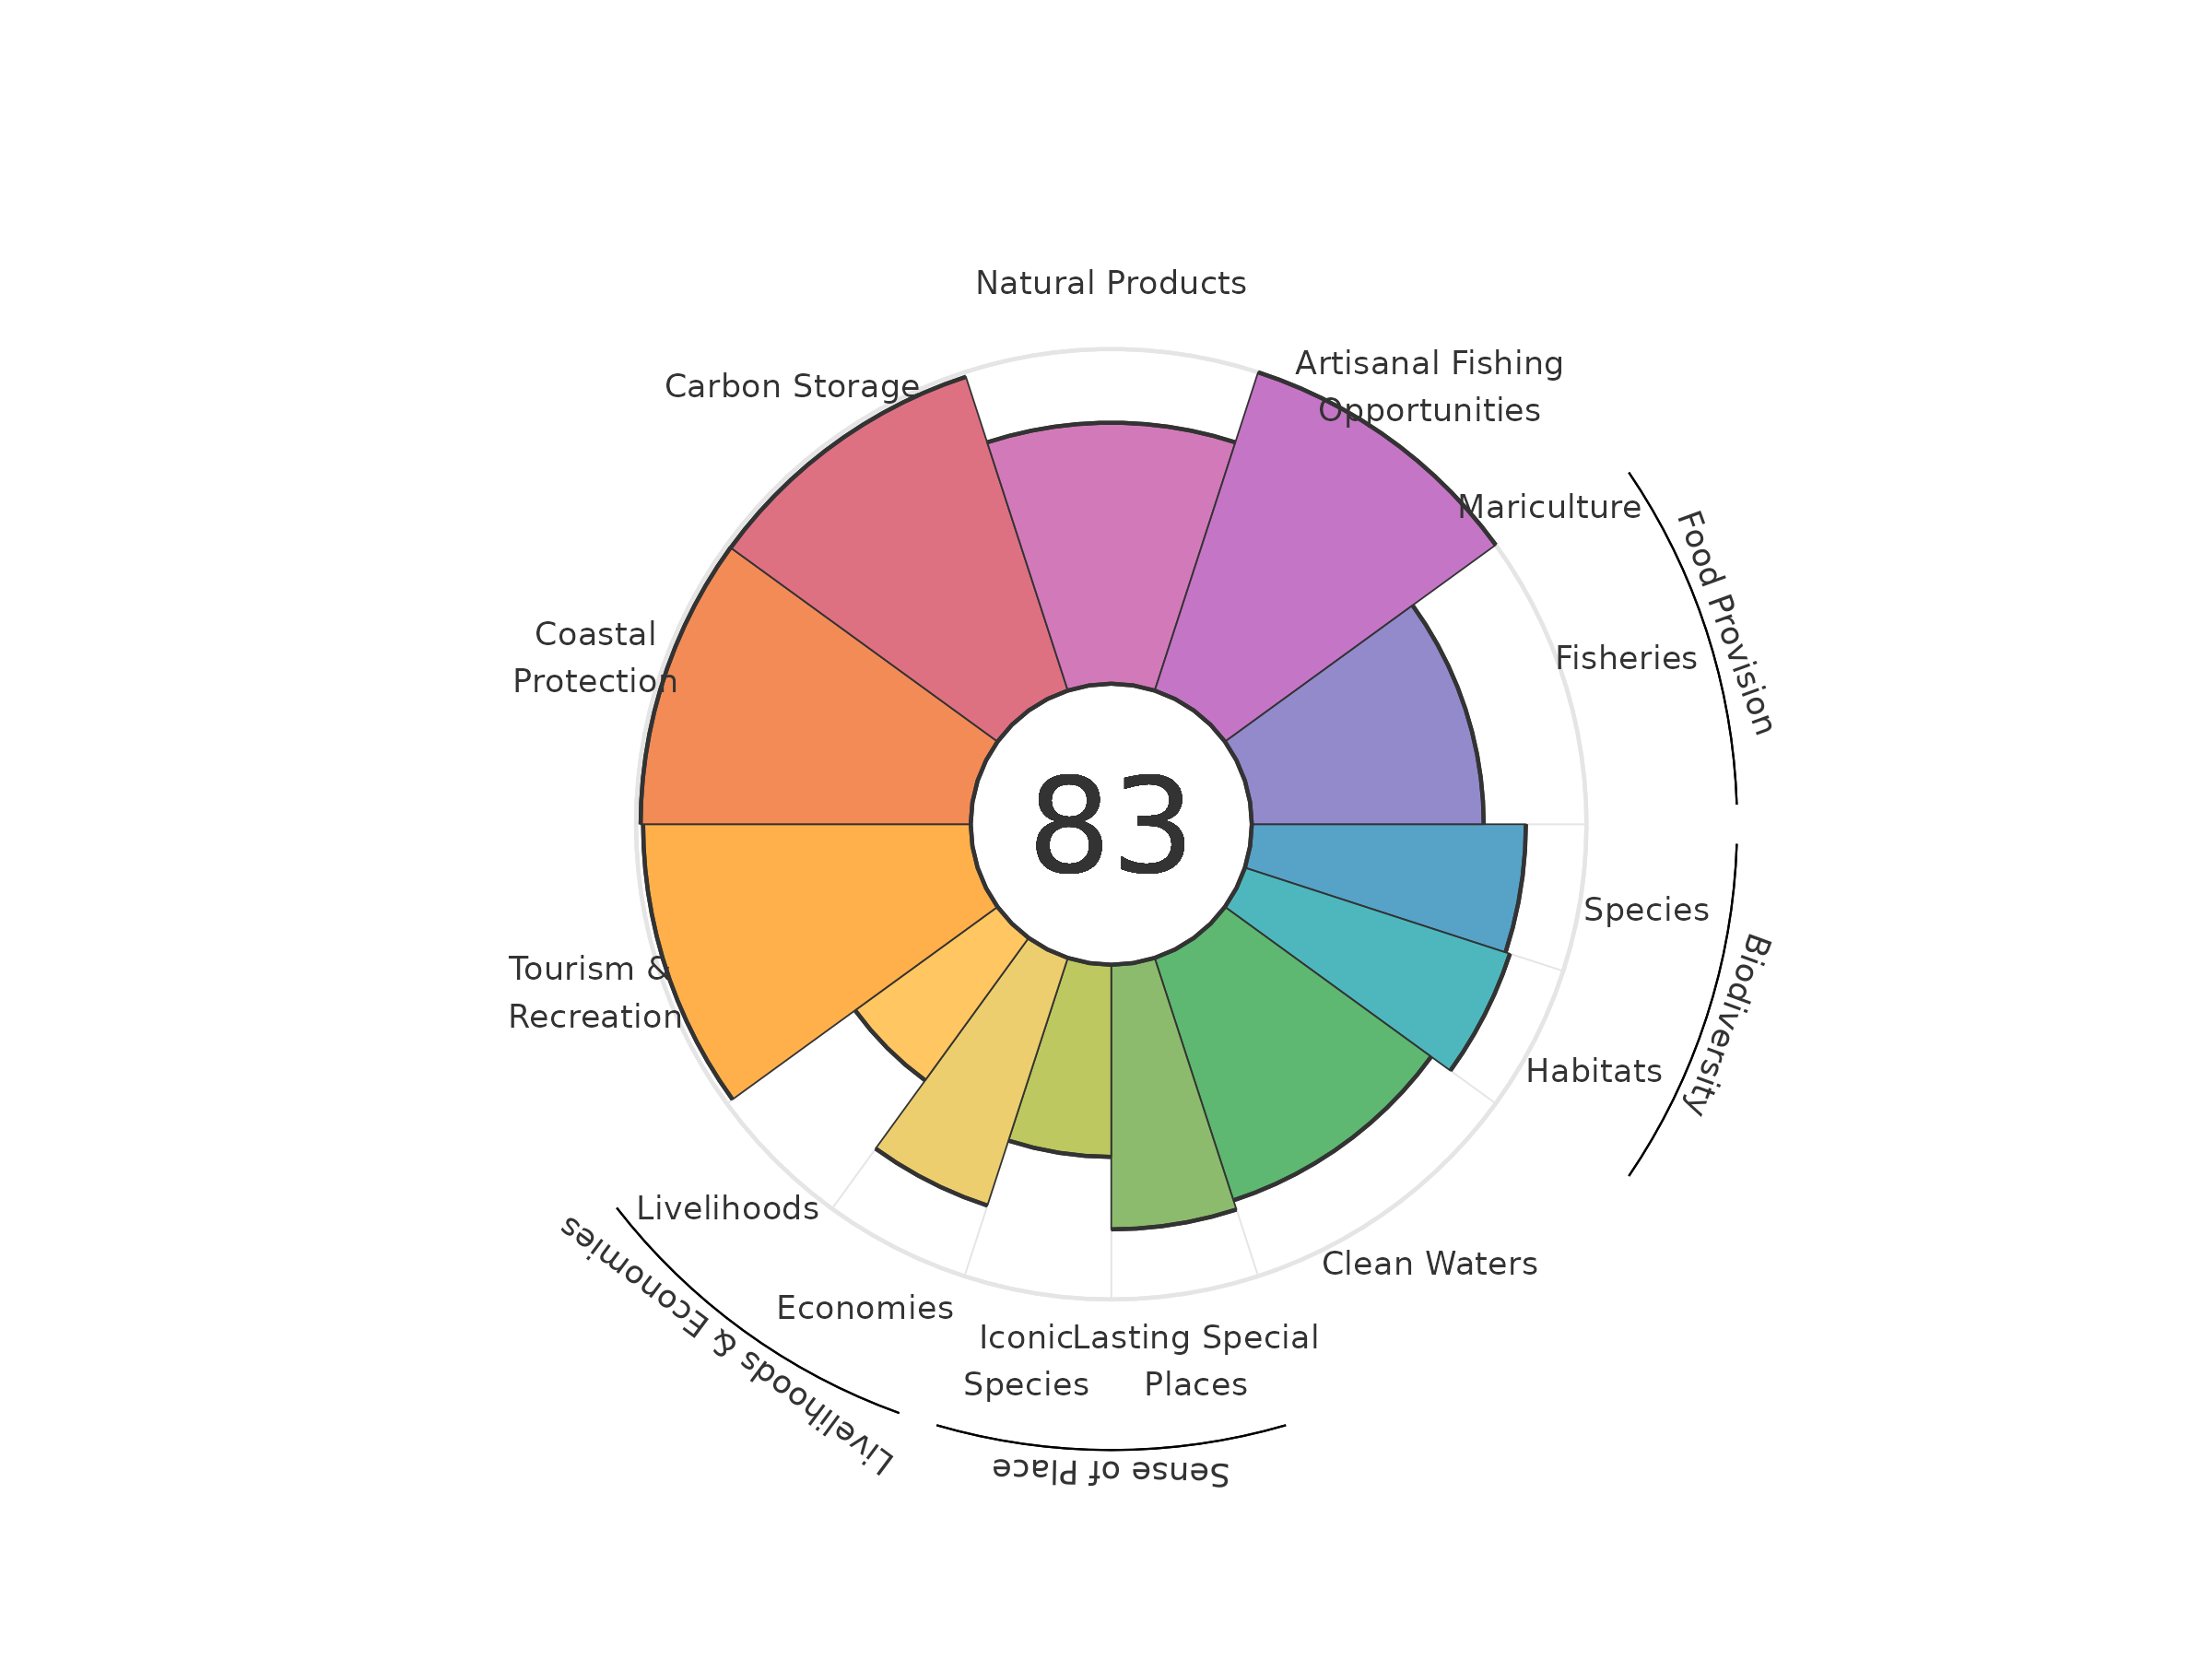 Natural Products
Artisanal Fishing
Opportunities
Carbon Storage
Mariculture
Food Provision
Coastal
Protection
Fisheries
83
Species
Biodiversity
Tourism &
Recreation
Habitats
Livelihoods
Clean Waters
Economies
Livelihoods & Economies
Iconic
Species
Lasting Special
Places
Sense of Place